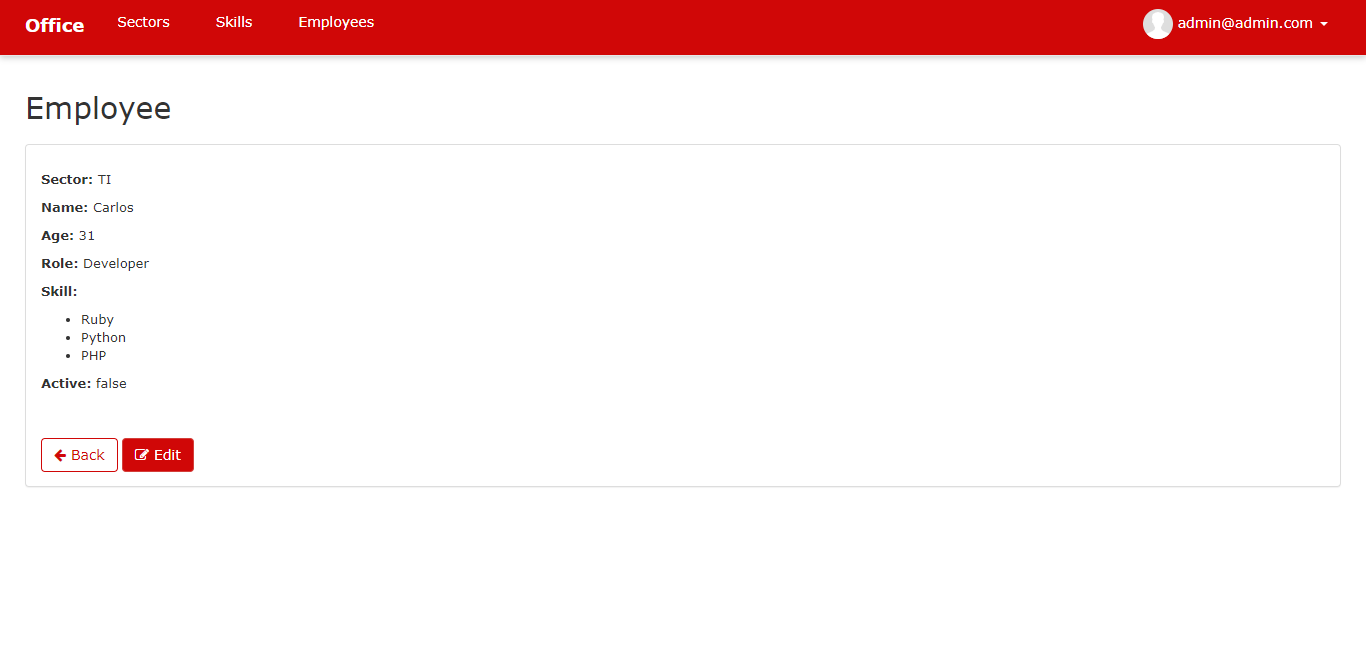 Office Sectors Skills Employees admin@admin.com
Employee
Sector: TI
Name: Carlos
Age: 31
Role: Developer
Skill:
Ruby
Python
PHP
Active: false
Back Edit